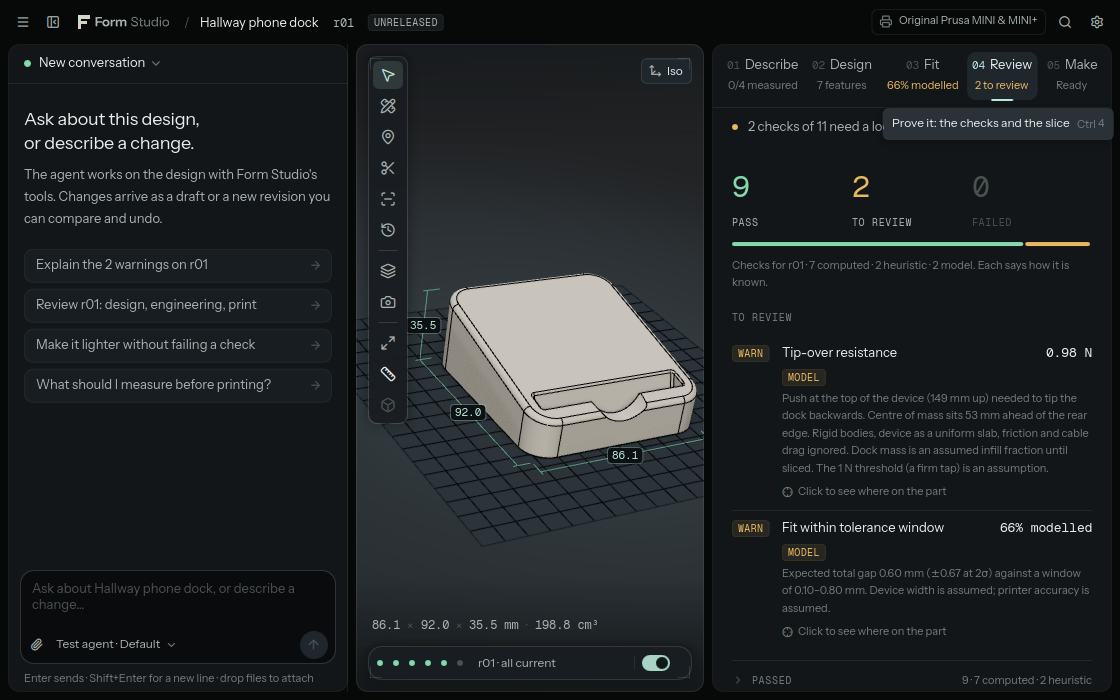 Form Studio / Hallway phone dock r01 UNRELEASED
Original Prusa MINI & MINI+
New conversation
Ask about this design,
or describe a change.
The agent works on the design with Form Studio's
tools. Changes arrive as a draft or a new revision you
can compare and undo.
Explain the 2 warnings on r01
Review r01: design, engineering, print
Make it lighter without failing a check
What should I measure before printing?
Ask about Hallway phone dock, or describe a
change...
Test agent · Default
Enter sends · Shift+Enter for a new line · drop files to attach
Iso
35.5
92.0
86.1
86.1 × 92.0 × 35.5 mm · 198.8 cm³
r01 · all current
01 Describe 02 Design 03 Fit 04 Review 05 Make
0/4 measured 7 features 66% modelled 2 to review Ready
2 checks of 11 need a lo
Prove it: the checks and the slice Ctrl 4
9 2 0
PASS TO REVIEW FAILED
Checks for r01 · 7 computed · 2 heuristic · 2 model. Each says how it is
known.
TO REVIEW
WARN Tip-over resistance 0.98 N
MODEL
Push at the top of the device (149 mm up) needed to tip the
dock backwards. Centre of mass sits 53 mm ahead of the rear
edge. Rigid bodies, device as a uniform slab, friction and cable
drag ignored. Dock mass is an assumed infill fraction until
sliced. The 1 N threshold (a firm tap) is an assumption.
Click to see where on the part
WARN Fit within tolerance window 66% modelled
MODEL
Expected total gap 0.60 mm (±0.67 at 2σ) against a window
of 0.10–0.80 mm. Device width is assumed; printer accuracy is
assumed.
Click to see where on the part
PASSED 9 · 7 computed · 2 heuristic